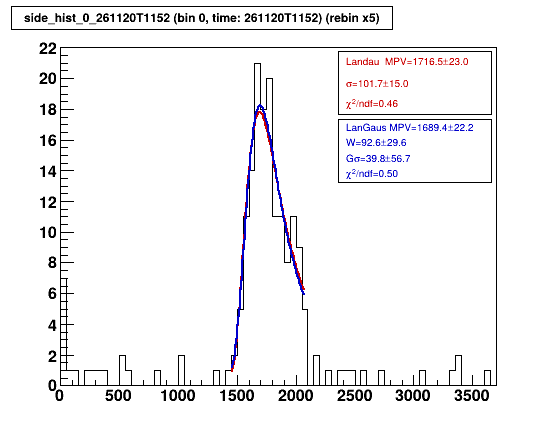 side_hist_0_261120T1152 (bin 0, time: 261120T1152) (rebin x5)
Landau MPV=1716.5±23.0
σ=101.7±15.0
χ²/ndf=0.46
LanGaus MPV=1689.4±22.2
W=92.6±29.6
Gσ=39.8±56.7
χ²/ndf=0.50
22
20
18
16
14
12
10
8
6
4
2
0
0 500 1000 1500 2000 2500 3000 3500